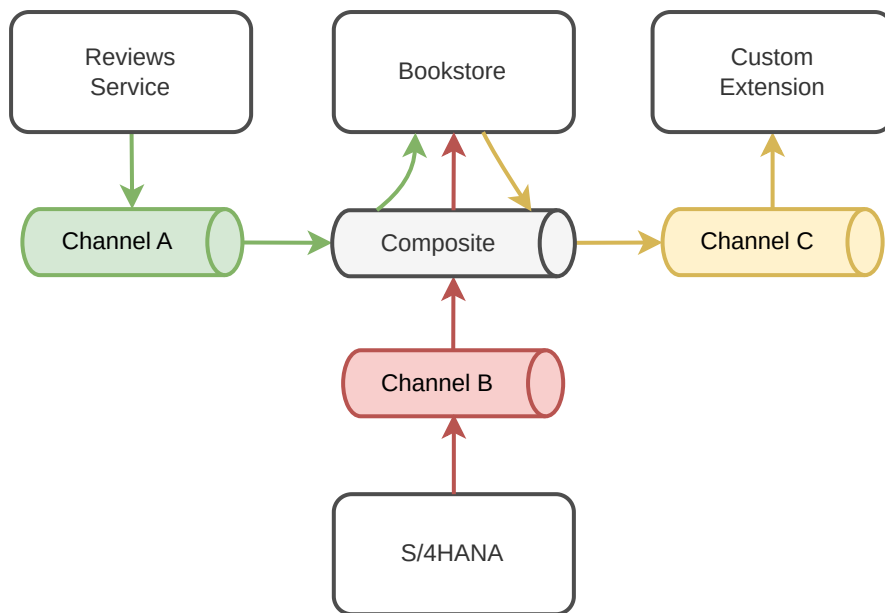 Reviews
Service
Bookstore
Custom
Extension
Channel A
Composite
Channel C
Channel B
S/4HANA